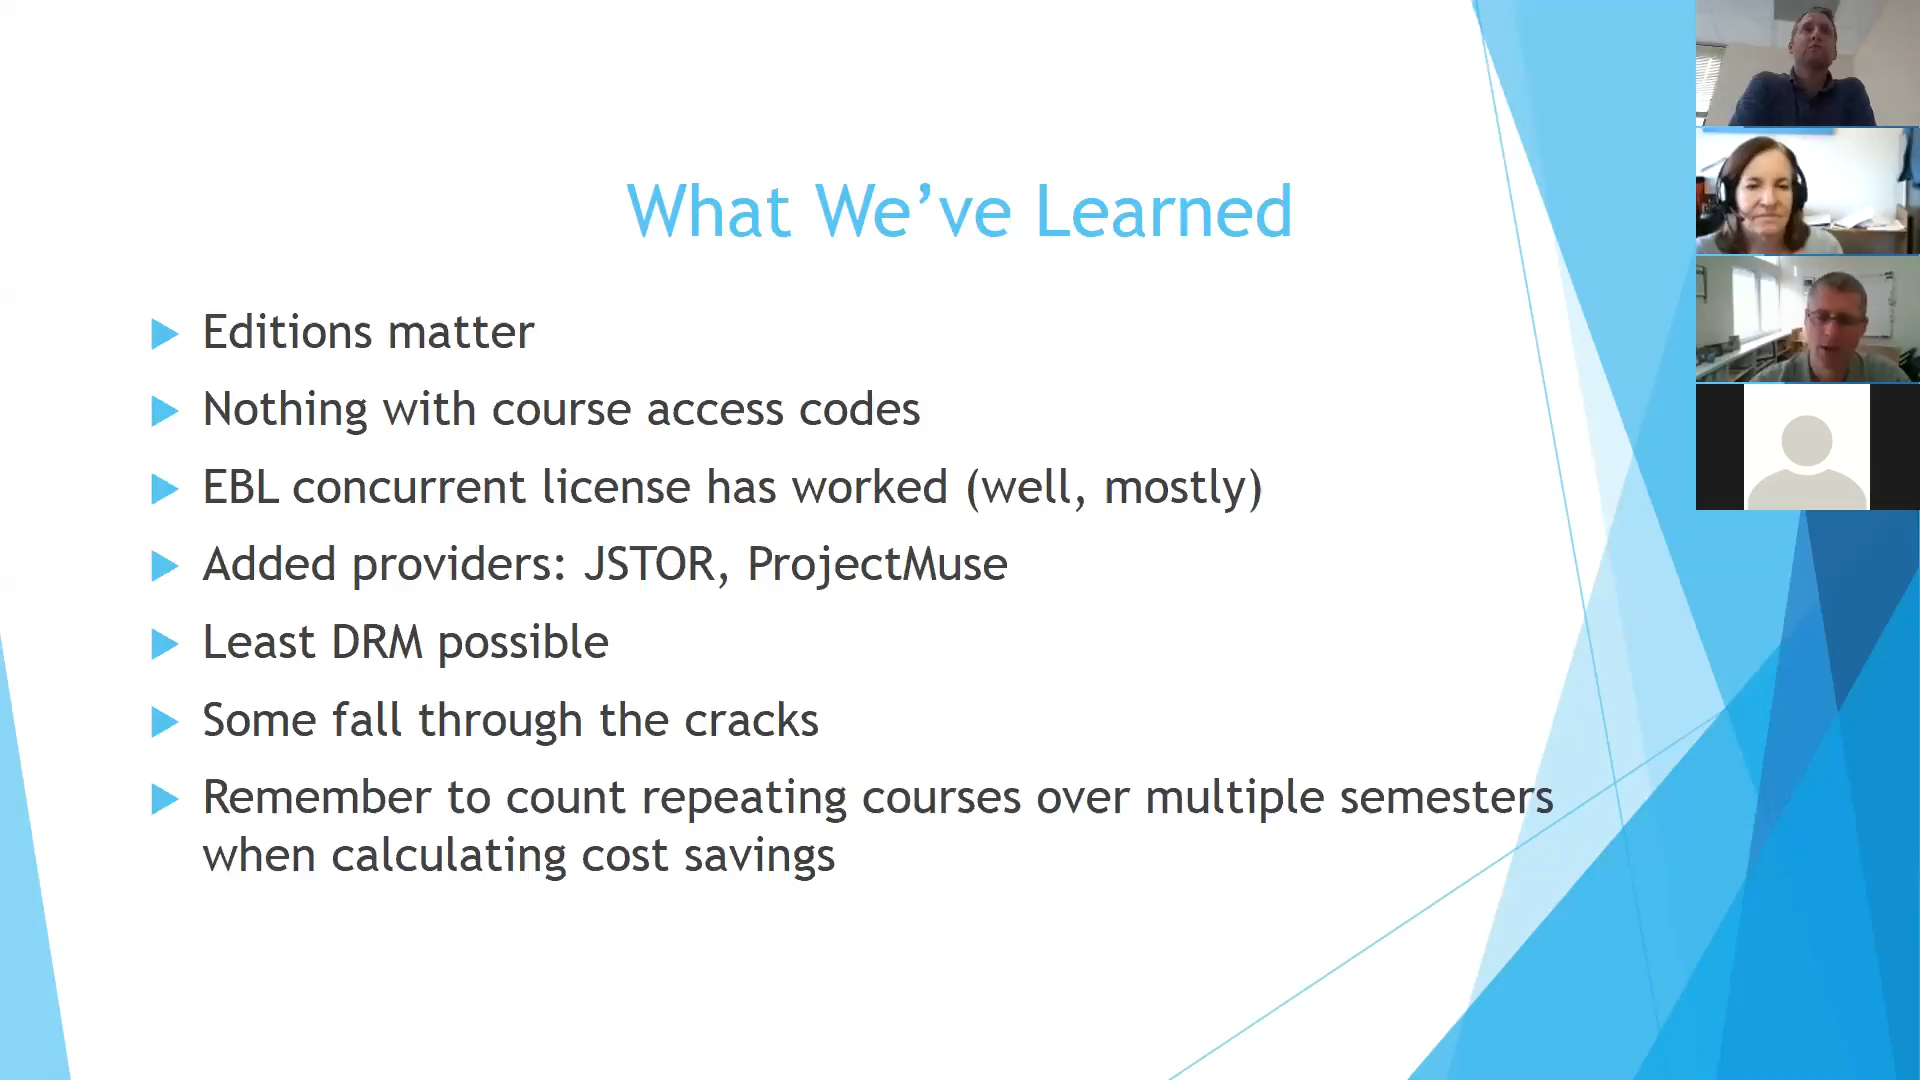 What We’ve Learned
Editions matter
Nothing with course access codes
EBL concurrent license has worked (well, mostly)
Added providers: JSTOR, ProjectMuse
Least DRM possible
Some fall through the cracks
Remember to count repeating courses over multiple semesters
when calculating cost savings